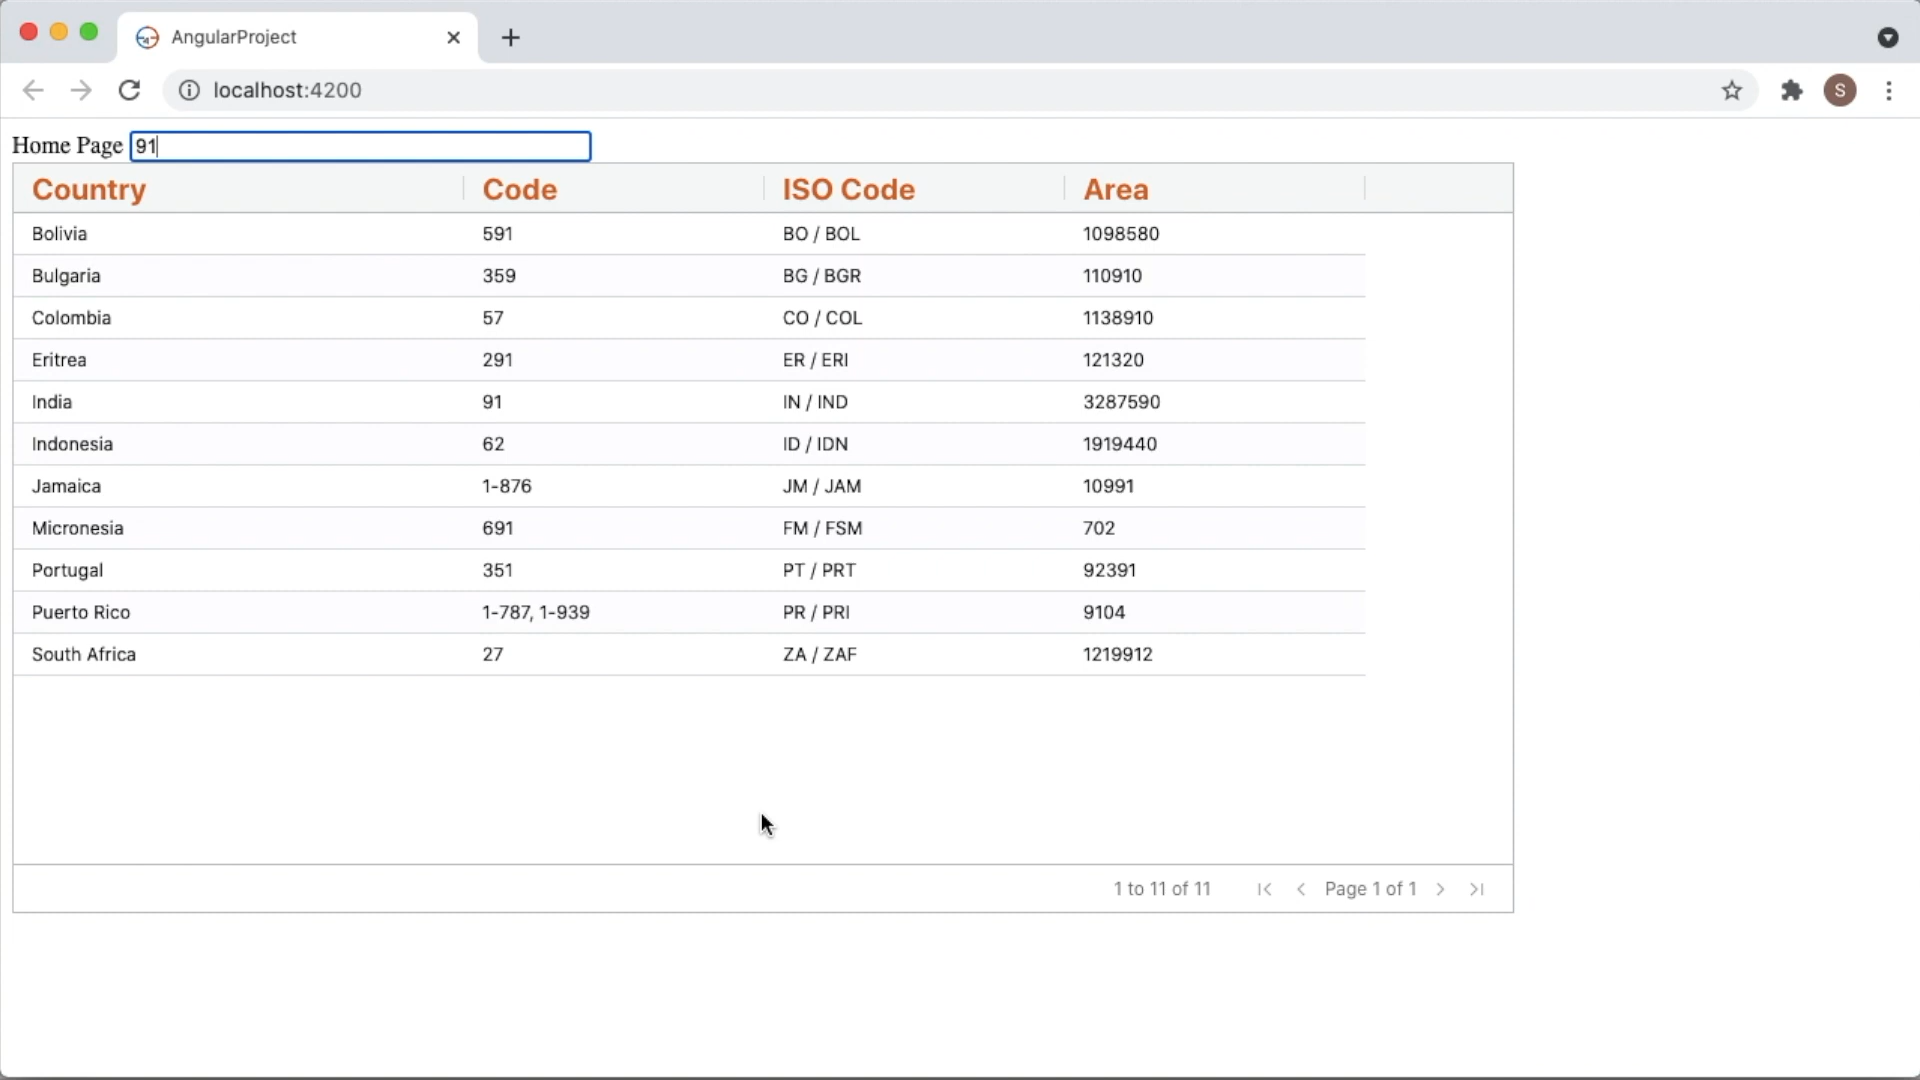 AngularProject
localhost:4200
S
Home Page 91
Country Code ISO Code Area
Bolivia 591 BO / BOL 1098580
Bulgaria 359 BG / BGR 110910
Colombia 57 CO / COL 1138910
Eritrea 291 ER / ERI 121320
India 91 IN / IND 3287590
Indonesia 62 ID / IDN 1919440
Jamaica 1-876 JM / JAM 10991
Micronesia 691 FM / FSM 702
Portugal 351 PT / PRT 92391
Puerto Rico 1-787, 1-939 PR / PRI 9104
South Africa 27 ZA / ZAF 1219912
1 to 11 of 11 Page 1 of 1